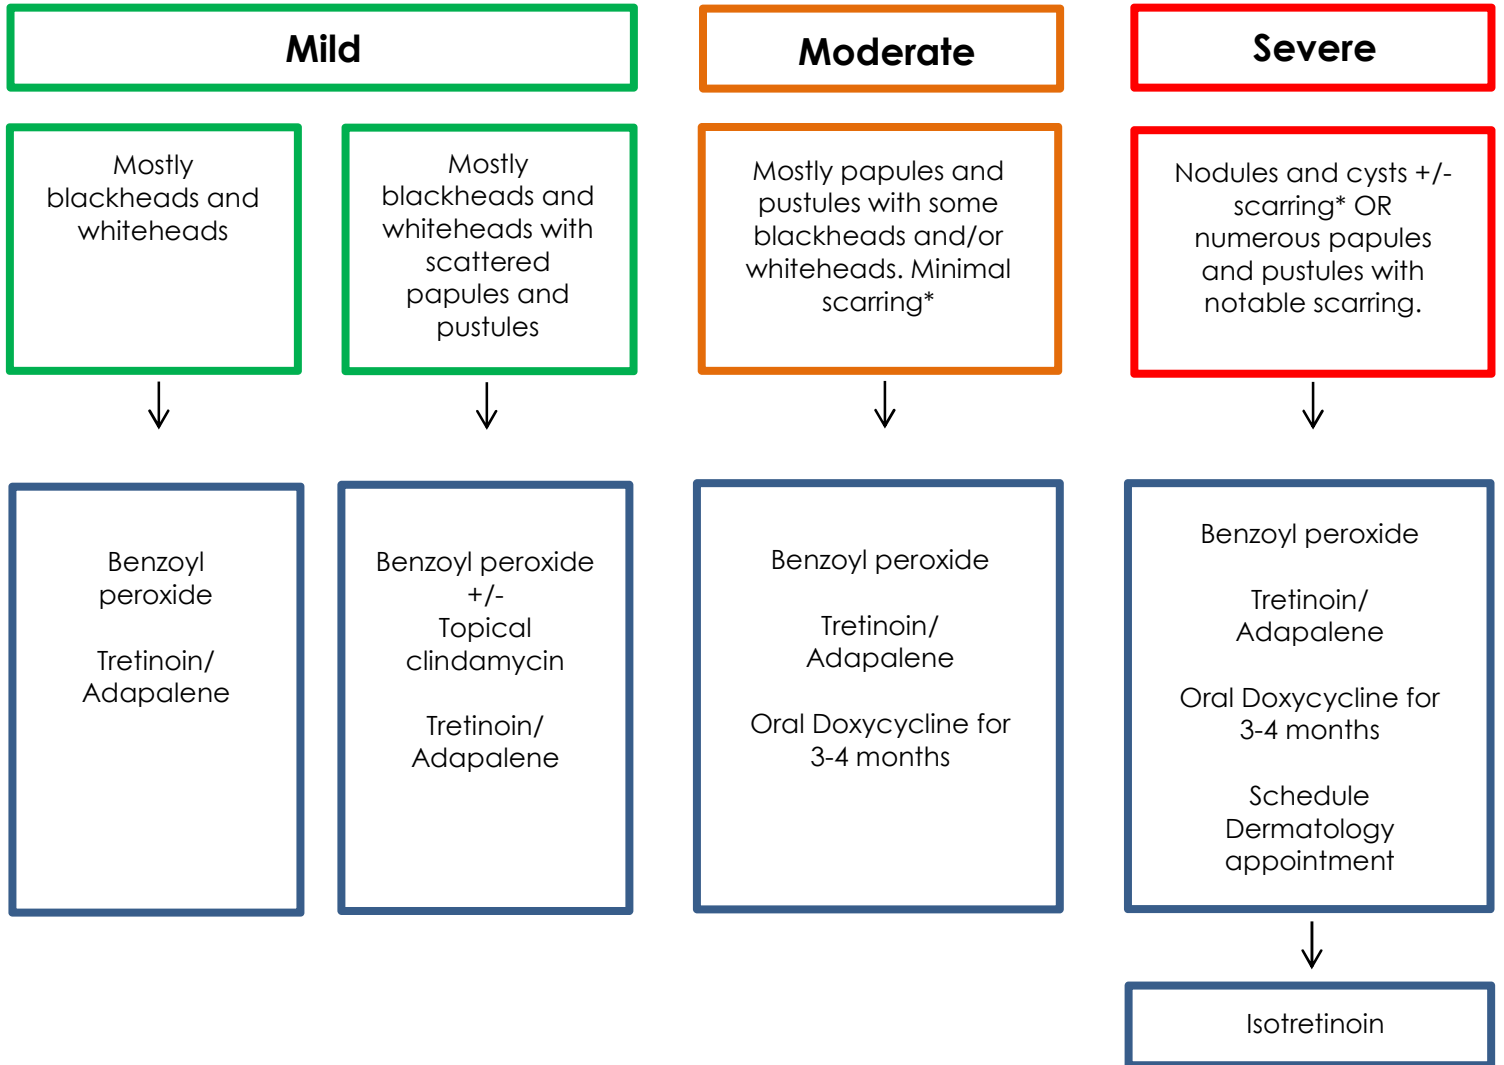 Mild
Moderate
Severe
Mostly
blackheads and
whiteheads
Mostly
blackheads and
whiteheads with
scattered
papules and
pustules
Mostly papules and
pustules with some
blackheads and/or
whiteheads. Minimal
scarring*
Nodules and cysts +/-
scarring* OR
numerous papules
and pustules with
notable scarring.
Benzoyl
peroxide
Tretinoin/
Adapalene
Benzoyl peroxide
+/-
Topical
clindamycin
Tretinoin/
Adapalene
Benzoyl peroxide
Tretinoin/
Adapalene
Oral Doxycycline for
3-4 months
Benzoyl peroxide
Tretinoin/
Adapalene
Oral Doxycycline for
3-4 months
Schedule
Dermatology
appointment
Isotretinoin